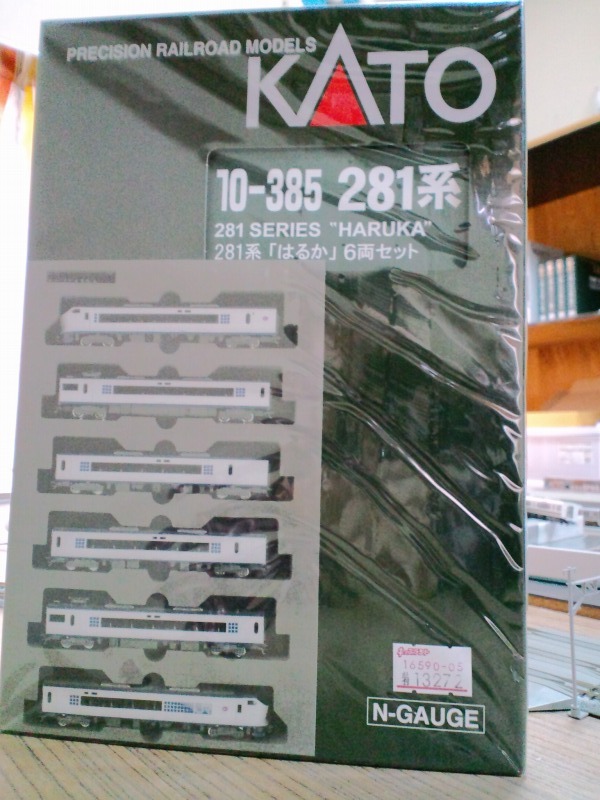 PRECISION RAILROAD MODELS
KATO
10-385 281系
281 SERIES "HARUKA"
281系「はるか」6両セット
16590-05
特 13272
N-GAUGE